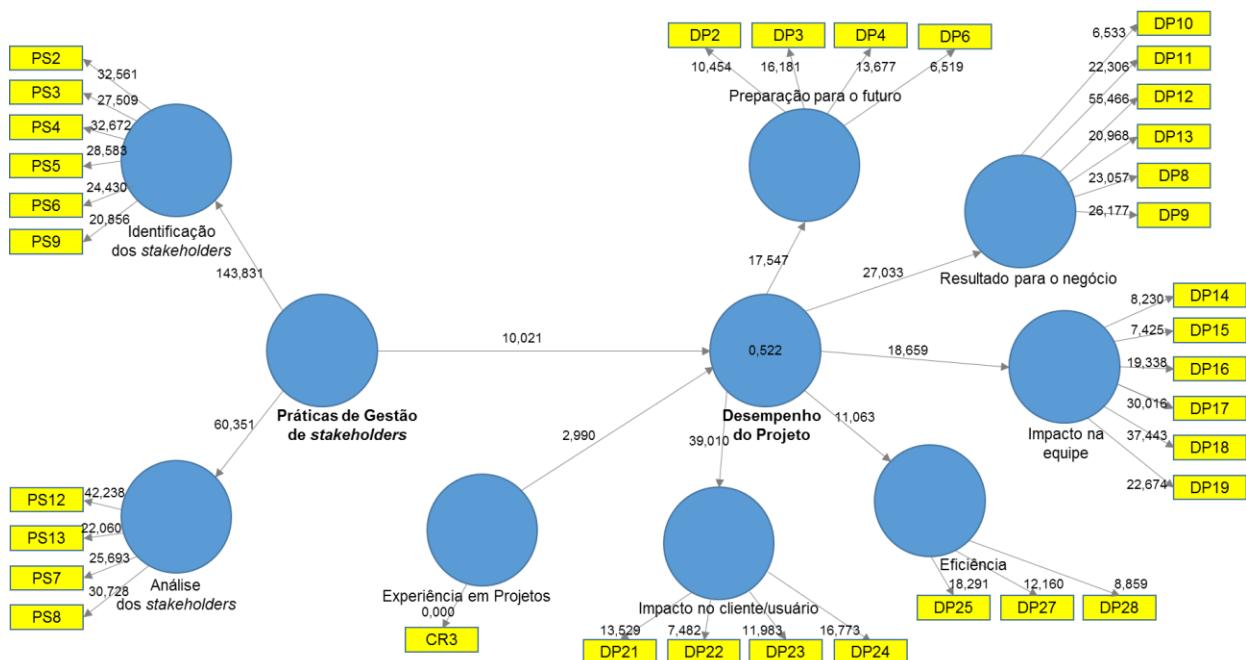 PS2
PS3
PS4
PS5
PS6
PS9
32,561
27,509
32,672
28,583
24,430
20,856
Identificação
dos stakeholders
143,831
DP2
DP3
DP4
DP6
10,454
16,181
13,677
6,519
Preparação para o futuro
DP10
DP11
DP12
DP13
DP8
DP9
6,533
22,306
56,466
20,968
23,057
26,177
Resultado para o negócio
17,547
27,033
10,021
0,522
18,659
Práticas de Gestão
de stakeholders
Desempenho
do Projeto
60,351
2,990
39,010
11,063
DP14
DP15
DP16
DP17
DP18
DP19
8,230
7,425
19,338
30,016
37,443
22,674
Impacto na
equipe
PS12
PS13
PS7
PS8
42,238
22,060
25,693
30,728
Análise
dos stakeholders
Experiência em Projetos
0,000
CR3
Impacto no cliente/usuário
13,529
7,482
11,983
16,773
DP21
DP22
DP23
DP24
Eficiência
18,291
12,160
8,859
DP25
DP27
DP28